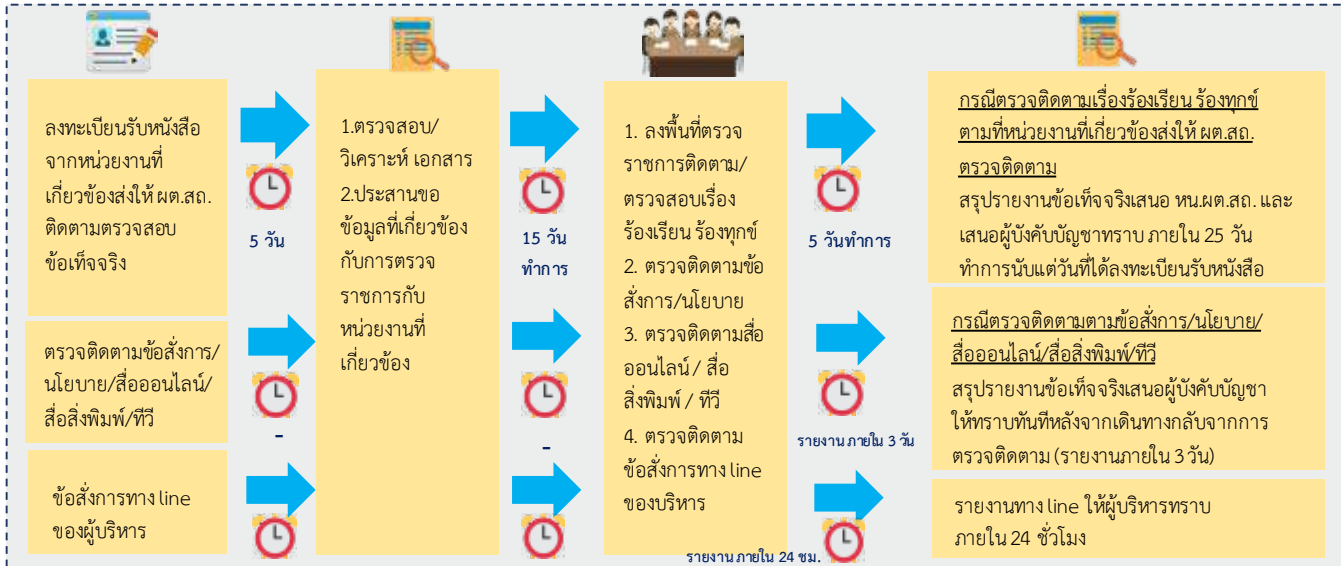 ลงทะเบียนรับหนังสือ
จากหน่วยงานที่
เกี่ยวข้องส่งให้ ผต.สถ.
ติดตามตรวจสอบ
ข้อเท็จจริง
5 วัน
1.ตรวจสอบ/
วิเคราะห์ เอกสาร
2.ประสานขอ
ข้อมูลที่เกี่ยวข้อง
กับการตรวจ
ราชการกับ
หน่วยงานที่
เกี่ยวข้อง
15 วัน
ทำการ
1. ลงพื้นที่ตรวจ
ราชการติดตาม/
ตรวจสอบเรื่อง
ร้องเรียน ร้องทุกข์
2. ตรวจติดตามข้อ
สั่งการ/นโยบาย
3. ตรวจติดตามสื่อ
ออนไลน์ / สื่อ
สิ่งพิมพ์ / ทีวี
4. ตรวจติดตาม
ข้อสั่งการทาง line
ของบริหาร
5 วันทำการ
กรณีตรวจติดตามเรื่องร้องเรียน ร้องทุกข์
ตามที่หน่วยงานที่เกี่ยวข้องส่งให้ ผต.สถ.
ตรวจติดตาม
สรุปรายงานข้อเท็จจริงเสนอ หน.ผต.สถ. และ
เสนอผู้บังคับบัญชาทราบ ภายใน 25 วัน
ทำการนับแต่วันที่ได้ลงทะเบียนรับหนังสือ
ตรวจติดตามข้อสั่งการ/
นโยบาย/สื่อออนไลน์/
สื่อสิ่งพิมพ์/ทีวี
-
-
รายงาน ภายใน 3 วัน
กรณีตรวจติดตามตามข้อสั่งการ/นโยบาย/
สื่อออนไลน์/สื่อสิ่งพิมพ์/ทีวี
สรุปรายงานข้อเท็จจริงเสนอผู้บังคับบัญชา
ให้ทราบทันทีหลังจากเดินทางกลับจากการ
ตรวจติดตาม (รายงานภายใน 3 วัน)
ข้อสั่งการทาง line
ของผู้บริหาร
รายงาน ภายใน 24 ชม.
รายงานทาง line ให้ผู้บริหารทราบ
ภายใน 24 ชั่วโมง